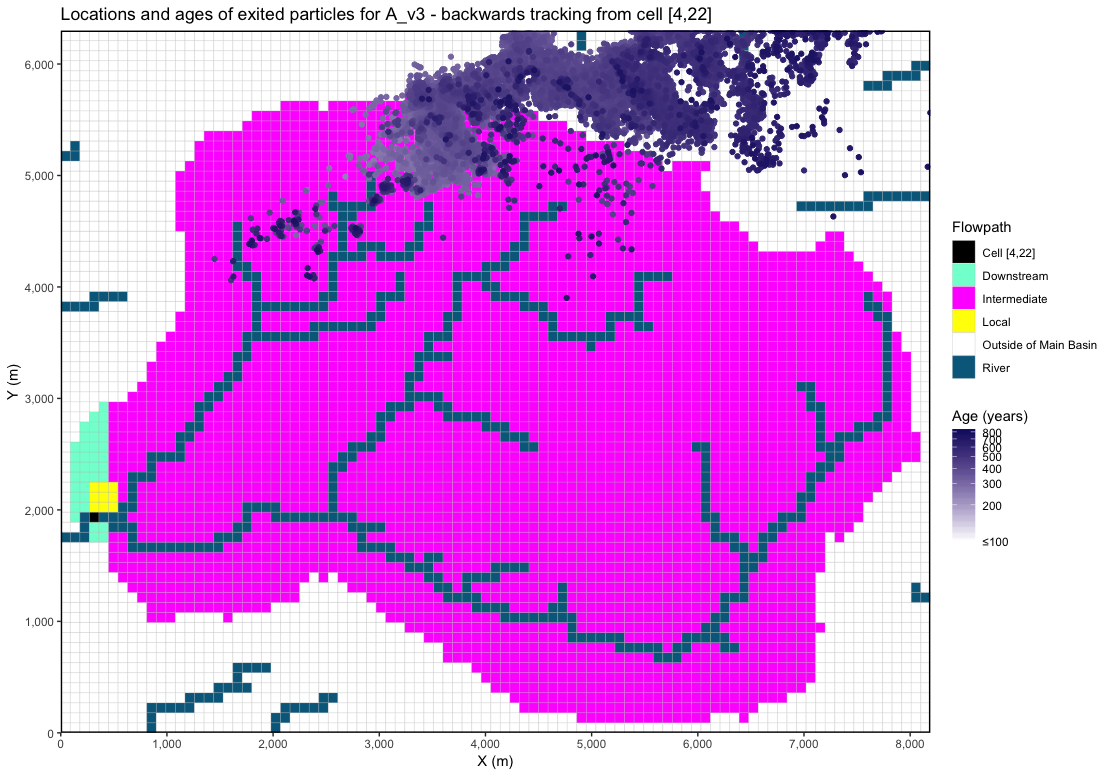 Locations and ages of exited particles for A_v3 - backwards tracking from cell [4,22]
6,000
5,000
4,000
3,000
2,000
1,000
0
Y (m)
0 1,000 2,000 3,000 4,000 5,000 6,000 7,000 8,000
X (m)
Flowpath
Cell [4,22]
Downstream
Intermediate
Local
Outside of Main Basin
River
Age (years)
800
700
600
500
400
300
200
≤100